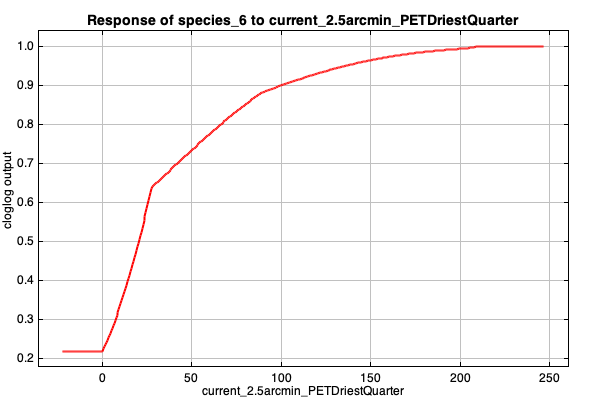 Response of species_6 to current_2.5arcmin_PETDriestQuarter
1.0
0.9
0.8
0.7
0.6
0.5
0.4
0.3
0.2
cloglog output
0 50 100 150 200 250
current_2.5arcmin_PETDriestQuarter